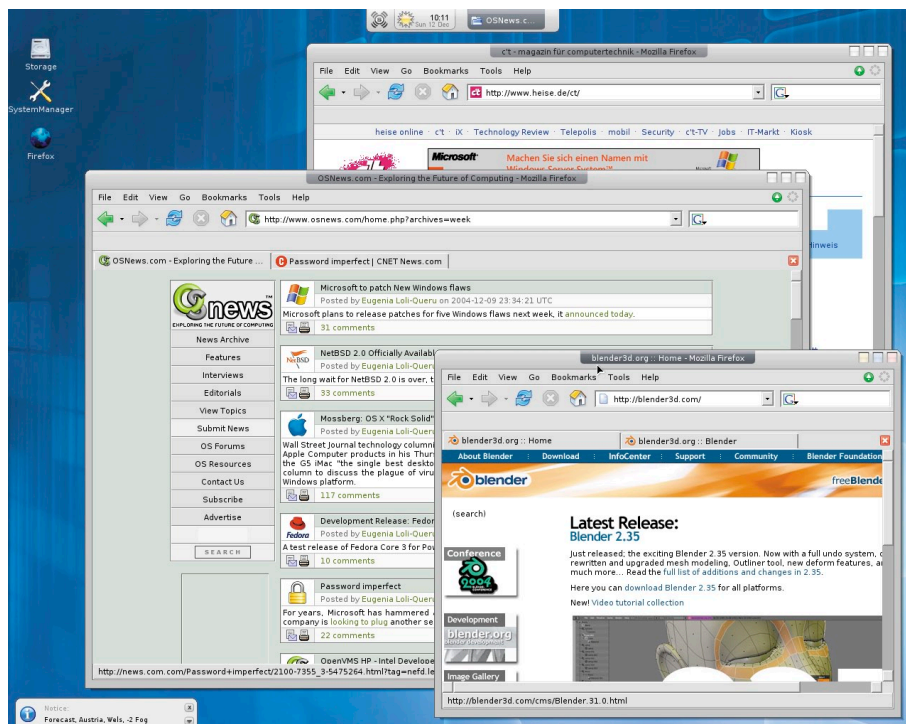 10:11
Sun 12 Dec
OSNews.c...
Storage
SystemManager
Firefox
c't - magazin für computertechnik - Mozilla Firefox
File Edit View Go Bookmarks Tools Help
http://www.heise.de/ct/
heise online · c't · iX · Technology Review · Telepolis · mobil · Security · c't-TV · Jobs · IT-Markt · Kiosk
Microsoft
Machen Sie sich einen Namen mit
Windows Server System™
Hinweis
OSNews.com - Exploring the Future of Computing - Mozilla Firefox
File Edit View Go Bookmarks Tools Help
http://www.osnews.com/home.php?archives=week
OSNews.com - Exploring the Future ...
Password imperfect | CNET News.com
OSnews
EXPLORING THE FUTURE OF COMPUTING
News Archive
Features
Interviews
Editorials
View Topics
Submit News
OS Forums
OS Resources
Contact Us
Subscribe
Advertise
SEARCH
Microsoft to patch New Windows flaws
Posted by Eugenia Loli-Queru on 2004-12-09 23:34:21 UTC
Microsoft plans to release patches for five Windows flaws next week, it announced today.
31 comments
NetBSD
NetBSD 2.0 Officially Availabl
Posted by Eugenia Loli-Quer
The long wait for NetBSD 2.0 is over, t
33 comments
Mossberg: OS X "Rock Solid"
Posted by Eugenia Loli-Quer
Wall Street Journal technology columni
Apple Computer products in his Thur
the G5 iMac "the single best deskto
column to discuss the plague of viru
Windows platform.
117 comments
Fedora
Development Release: Fedor
Posted by Eugenia Loli-Quer
A test release of Fedora Core 3 for Po
10 comments
Password imperfect
Posted by Eugenia Loli-Quer
For years, Microsoft has hammered
company is looking to plug another se
22 comments
OpenVMS HP - Intel Develope
http://news.com.com/Password+imperfect/2100-7355_3-5475264.html?tag=nefd.le
blender3d.org :: Home - Mozilla Firefox
File Edit View Go Bookmarks Tools Help
http://blender3d.com/
blender3d.org :: Home
blender3d.org :: Blender
About Blender : Download : InfoCenter : Support : Community : Blender Foundation
blender
freeBlende
(search)
Conference
2004
Development
blender.org
Image Gallery
Latest Release:
Blender 2.35
Just released; the exciting Blender 2.35 version. Now with a full undo system,
rewritten and upgraded mesh modeling, Outliner tool, new deform features, a
much more... Read the full list of additions and changes in 2.35.
Here you can download Blender 2.35 for all platforms.
New! Video tutorial collection
http://blender3d.com/cms/Blender.31.0.html
Notice:
Forecast, Austria, Wels, -2 Fog